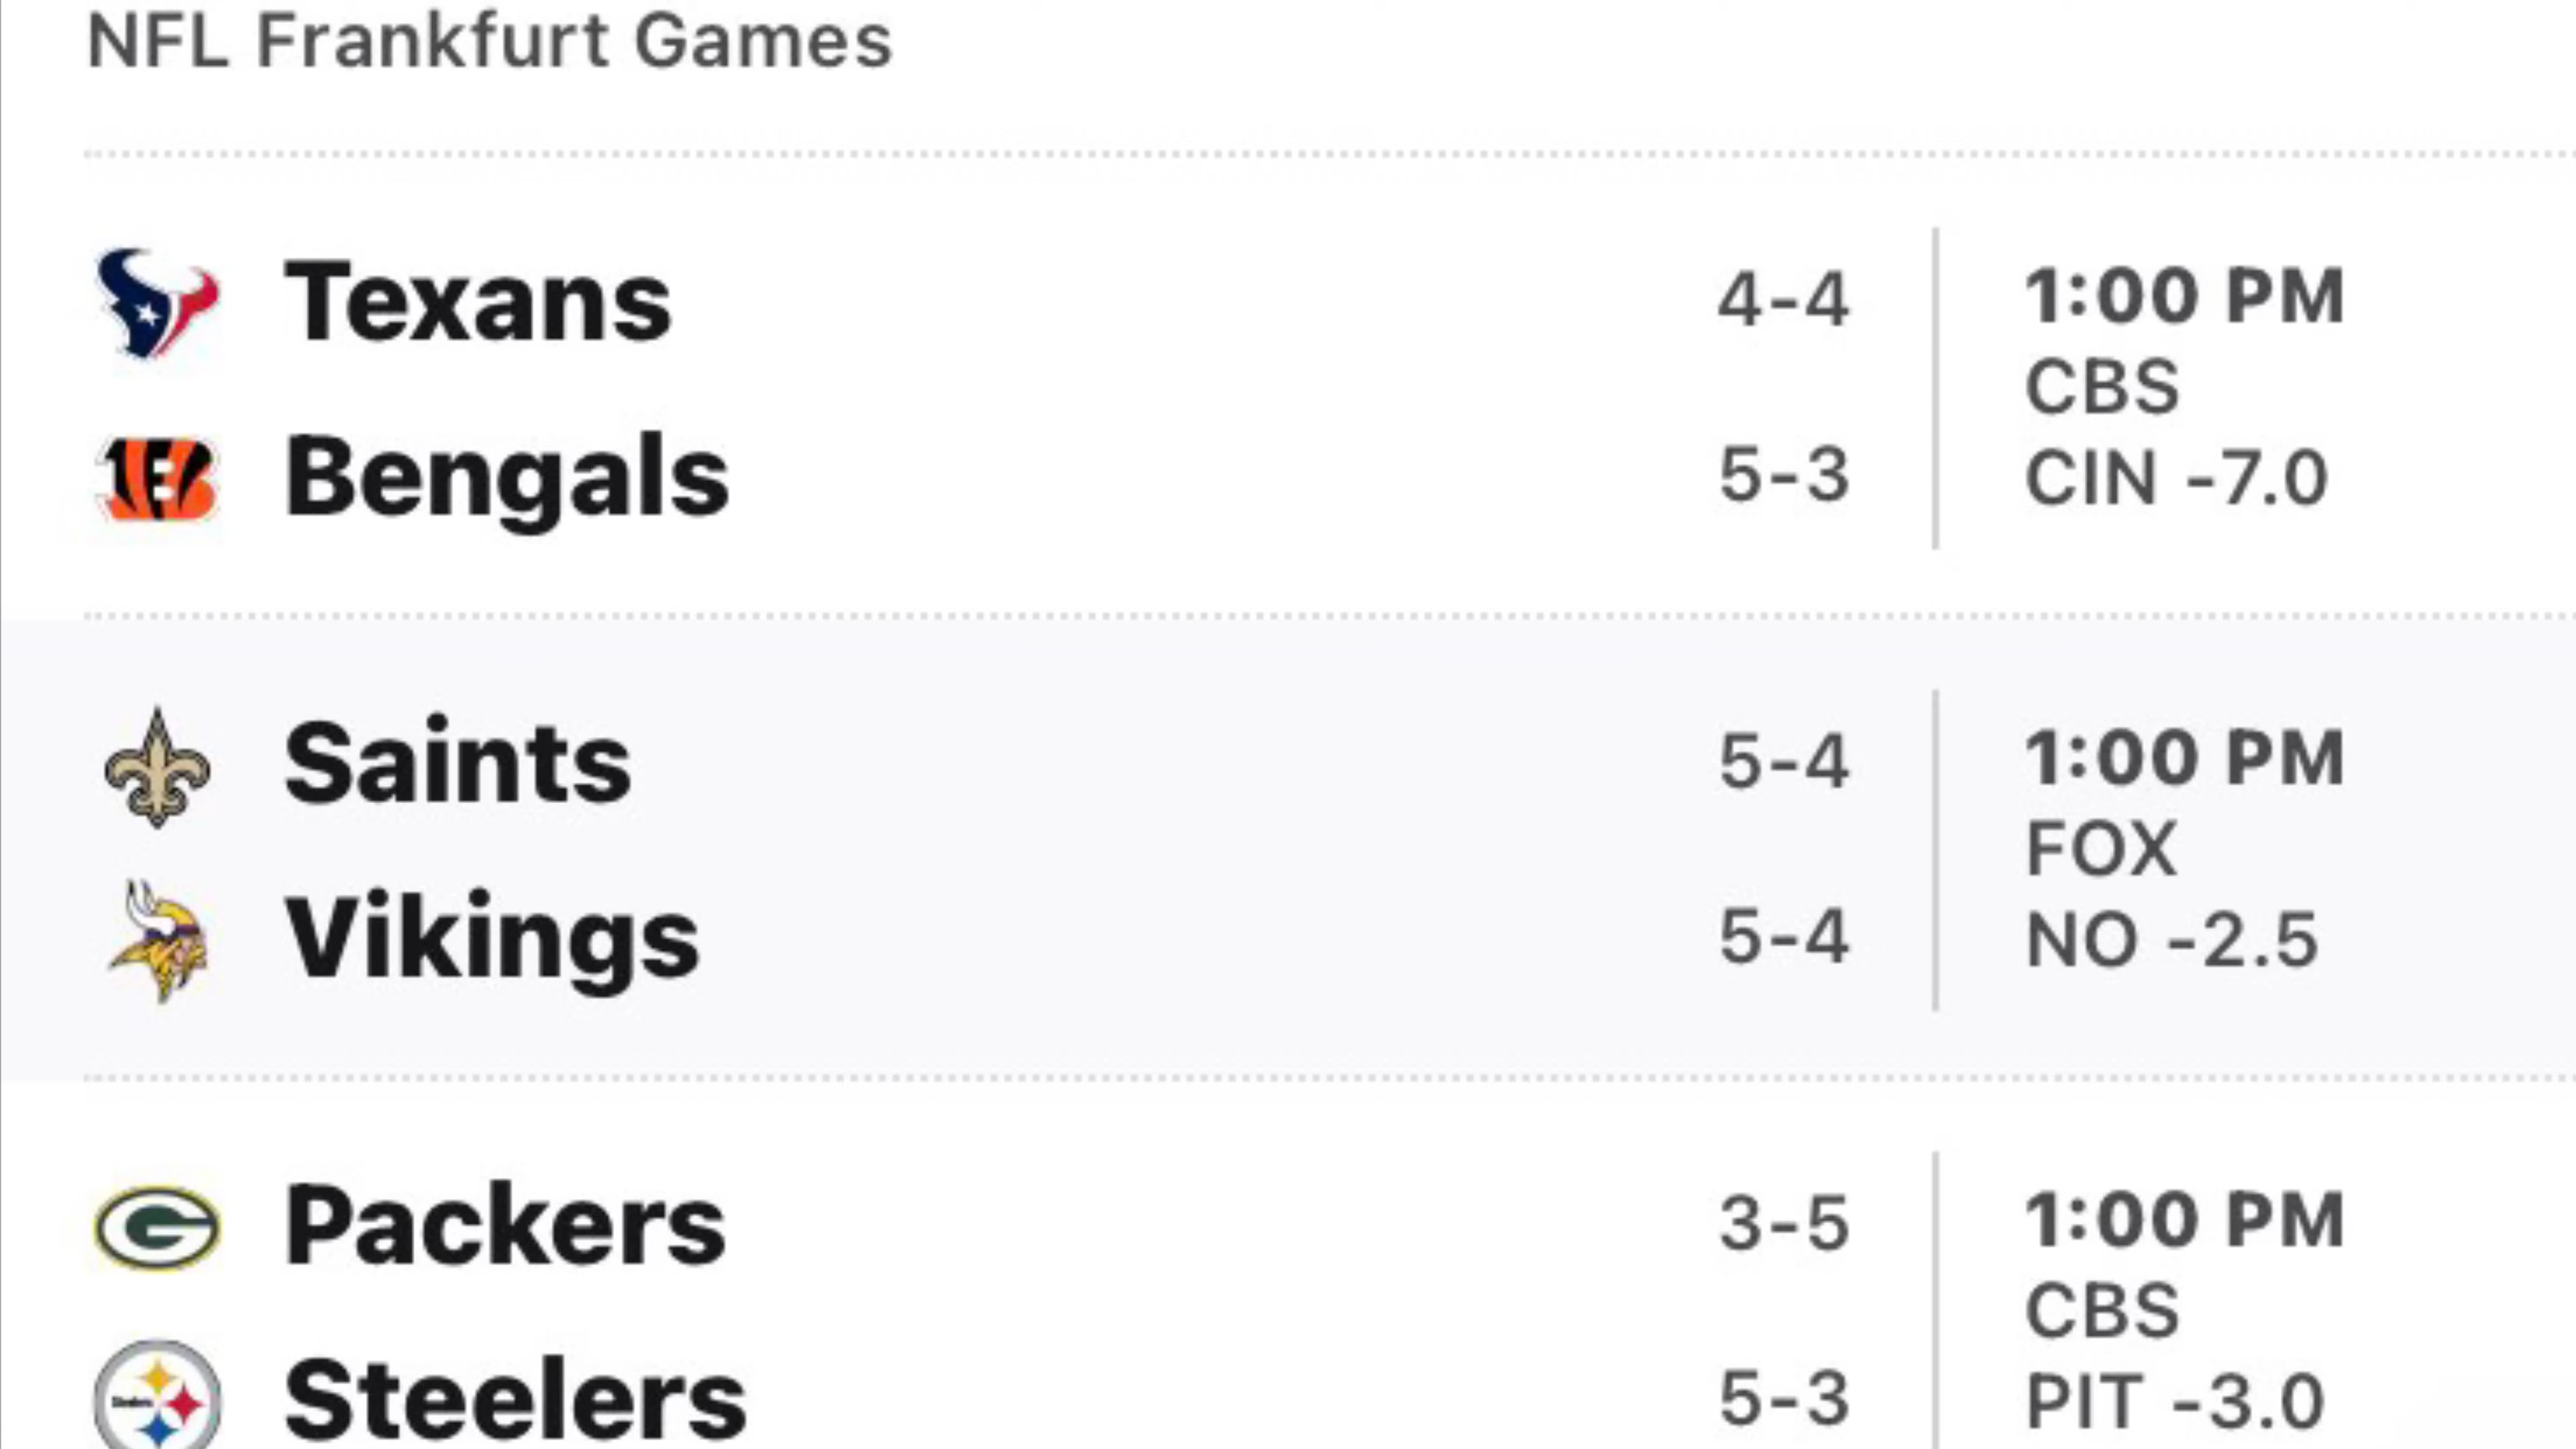 NFL Frankfurt Games
Texans 4-4
1:00 PM
CBS
Bengals 5-3
CIN -7.0
Saints 5-4
1:00 PM
FOX
Vikings 5-4
NO -2.5
Packers 3-5
1:00 PM
CBS
Steelers 5-3
PIT -3.0